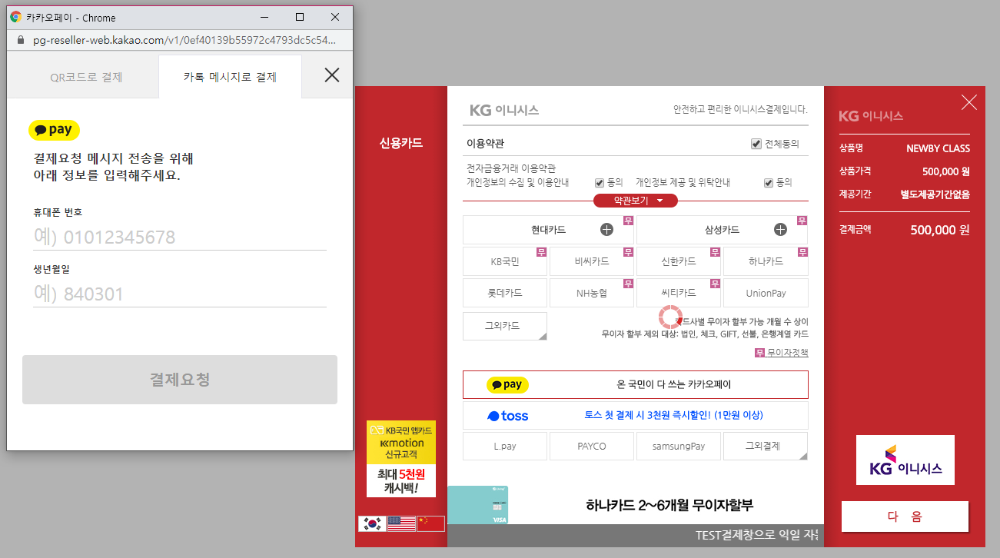 카카오페이 - Chrome
pg-reseller-web.kakao.com/v1/0ef40139b55972c4793dc5c54...
QR코드로 결제
카톡 메시지로 결제
pay
결제요청 메시지 전송을 위해
아래 정보를 입력해주세요.
휴대폰 번호
예) 01012345678
생년월일
예) 840301
결제요청
신용카드
KB국민 앱카드
K motion
신규고객
최대 5천원
캐시백!
KG 이니시스
안전하고 편리한 이니시스결제입니다.
이용약관
전체동의
전자금융거래 이용약관
개인정보의 수집 및 이용안내 동의 개인정보 제공 및 위탁안내 동의
약관보기
현대카드 무 삼성카드 무
KB국민 무 비씨카드 무 신한카드 무 하나카드 무
롯데카드 NH농협 무 씨티카드 무 UnionPay
그외카드
카드사별 무이자 할부 가능 개월 수 상이
무이자 할부 제외 대상: 법인, 체크, GIFT, 선불, 은행계열 카드
무 무이자정책
pay 온 국민이 다 쓰는 카카오페이
toss 토스 첫 결제 시 3천원 즉시할인! (1만원 이상)
L.pay PAYCO samsungPay 그외결제
VISA
하나카드 2~6개월 무이자할부
TEST결제창으로 익일 자
KG 이니시스
상품명 NEWBY CLASS
상품가격 500,000 원
제공기간 별도제공기간없음
결제금액 500,000 원
KG 이니시스
다 음